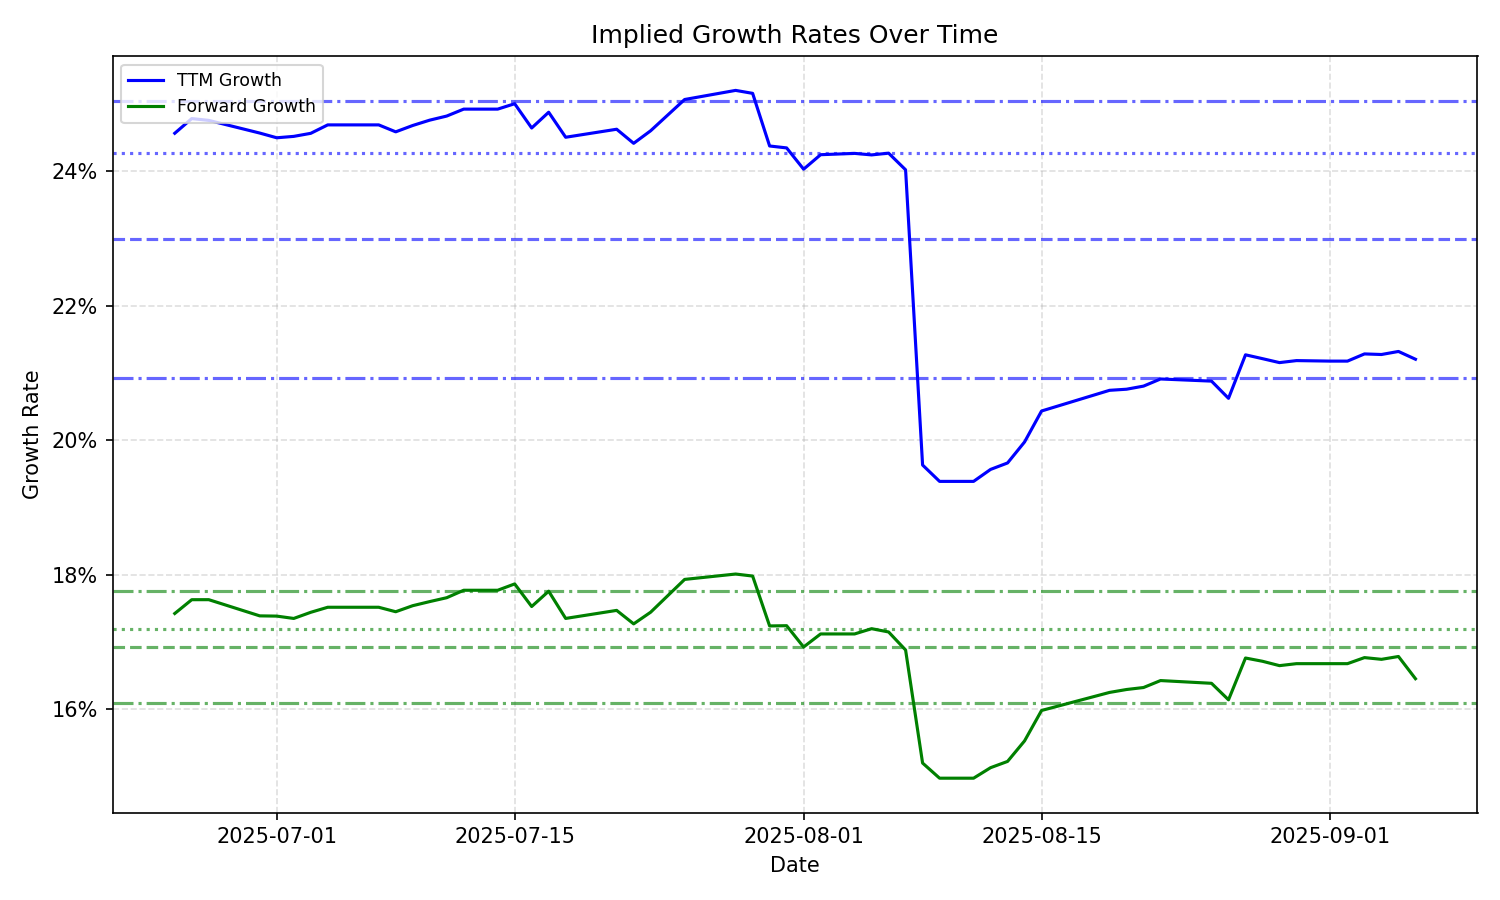 Implied Growth Rates Over Time
TTM Growth
Forward Growth
24%
22%
20%
18%
16%
Growth Rate
2025-07-01
2025-07-15
2025-08-01
2025-08-15
2025-09-01
Date